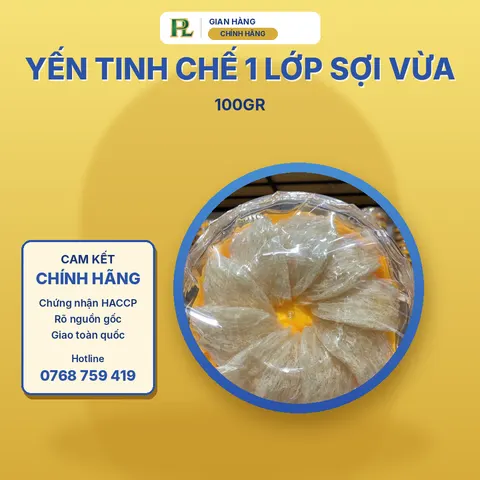 PL
GIAN HÀNG
CHÍNH HÃNG
YẾN TINH CHẾ 1 LỚP SỢI VỪA
100GR
CAM KẾT
CHÍNH HÃNG
Chứng nhận HACCP
Rõ nguồn gốc
Giao toàn quốc
Hotline
0768 759 419